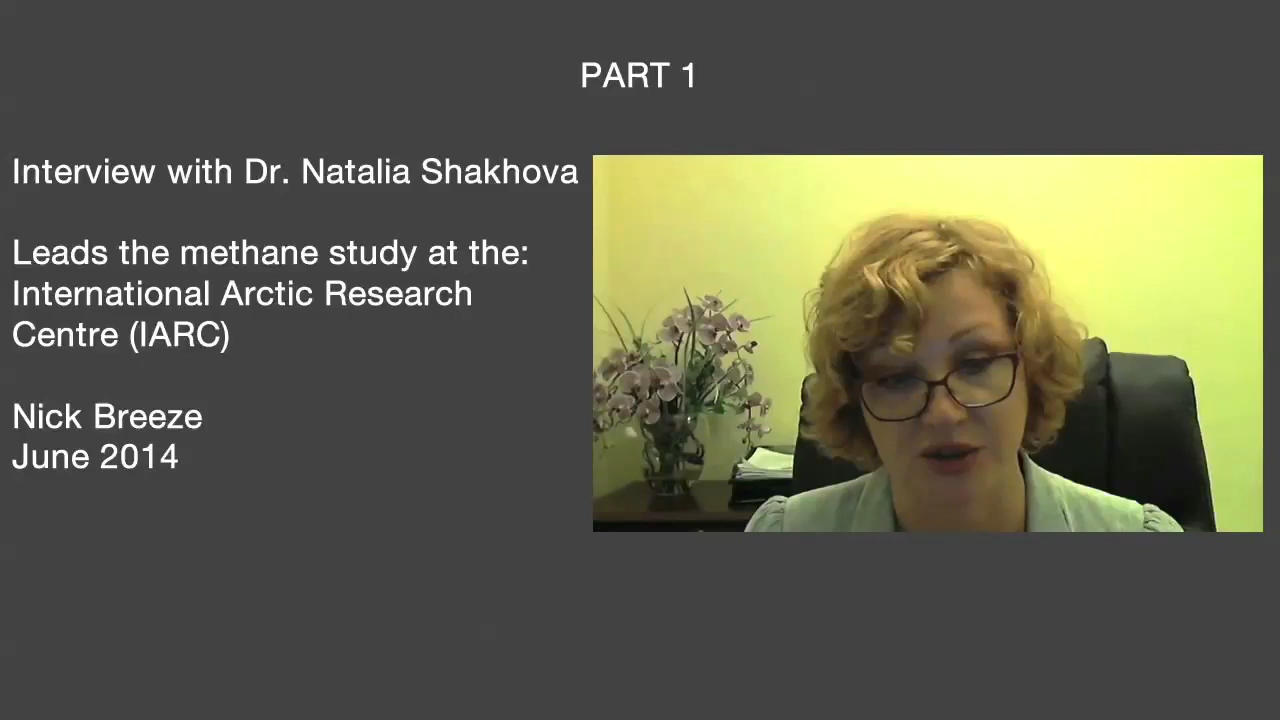 PART 1
Interview with Dr. Natalia Shakhova
Leads the methane study at the:
International Arctic Research
Centre (IARC)
Nick Breeze
June 2014